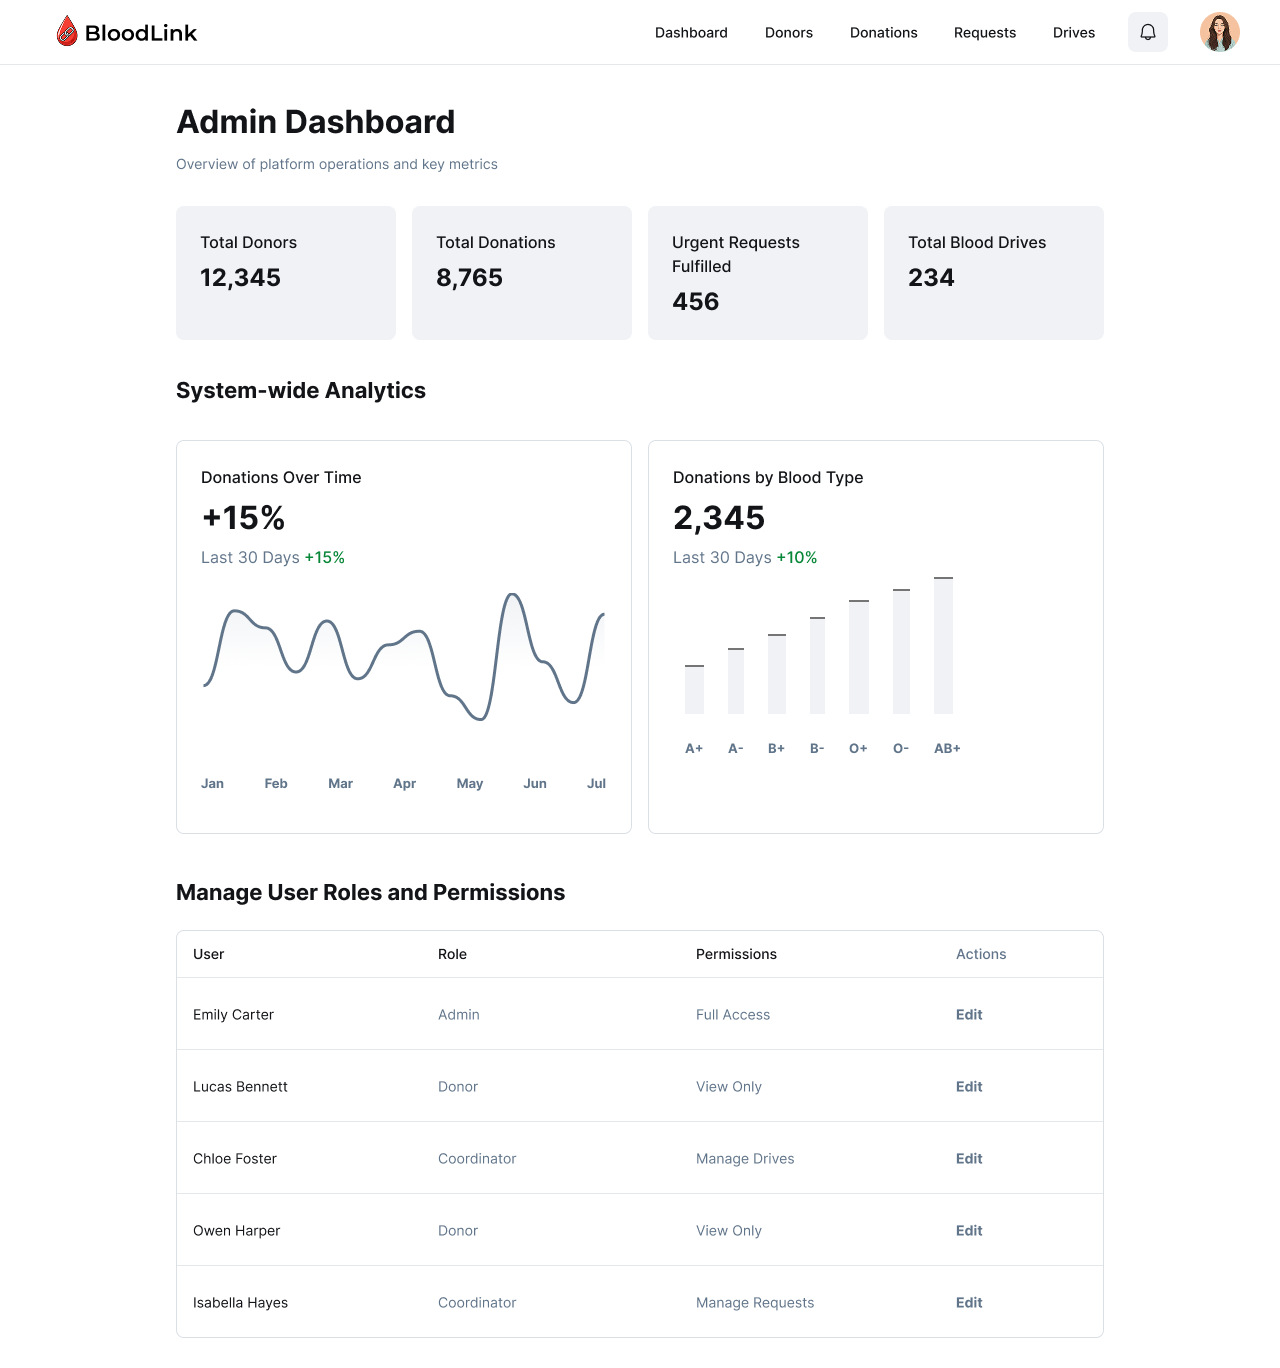 BloodLink
Dashboard Donors Donations Requests Drives
Admin Dashboard
Overview of platform operations and key metrics
Total Donors
12,345
Total Donations
8,765
Urgent Requests
Fulfilled
456
Total Blood Drives
234
System-wide Analytics
Donations Over Time
+15%
Last 30 Days +15%
Jan Feb Mar Apr May Jun Jul
Donations by Blood Type
2,345
Last 30 Days +10%
A+ A- B+ B- O+ O- AB+
Manage User Roles and Permissions
User Role Permissions Actions
Emily Carter Admin Full Access Edit
Lucas Bennett Donor View Only Edit
Chloe Foster Coordinator Manage Drives Edit
Owen Harper Donor View Only Edit
Isabella Hayes Coordinator Manage Requests Edit